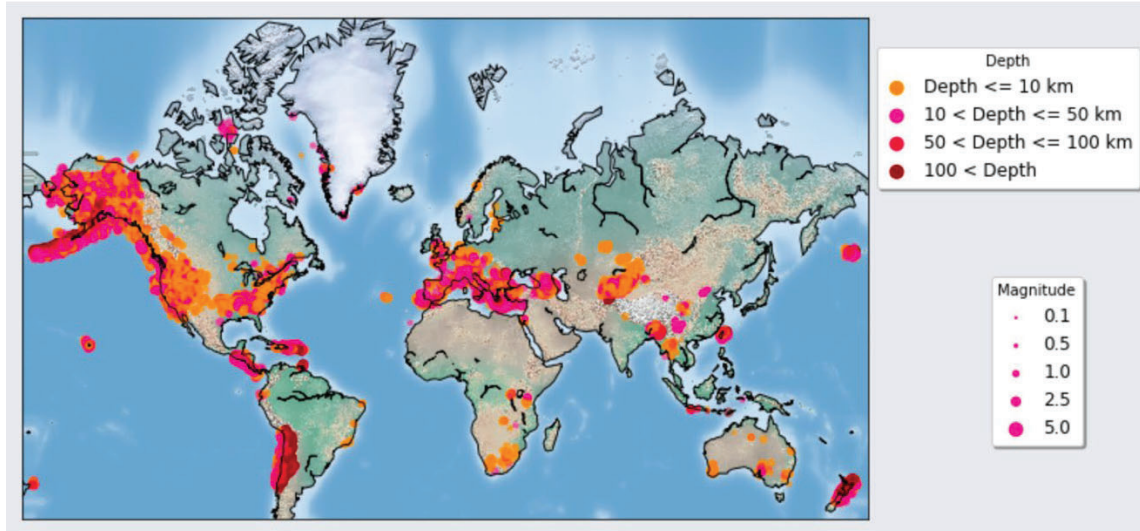 Depth
Depth <= 10 km
10 < Depth <= 50 km
50 < Depth <= 100 km
100 < Depth
Magnitude
0.1
0.5
1.0
2.5
5.0